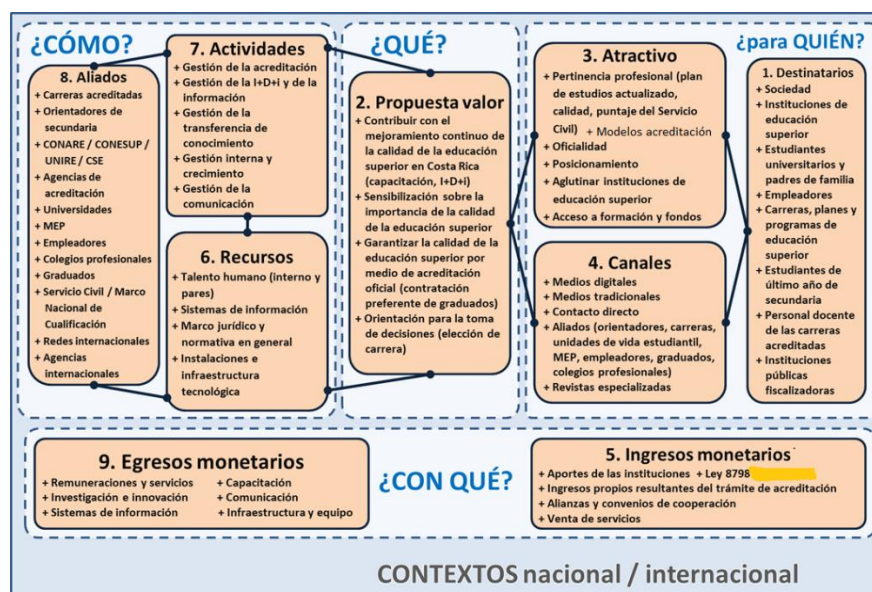 ¿CÓMO?
8. Aliados
+ Carreras acreditadas
+ Orientadores de
secundaria
+ CONARE / CONESUP /
UNIRE / CSE
+ Agencias de
acreditación
+ Universidades
+ MEP
+ Empleadores
+ Colegios profesionales
+ Graduados
+ Servicio Civil / Marco
Nacional de
Cualificación
+ Redes internacionales
+ Agencias
internacionales
7. Actividades
+ Gestión de la acreditación
+ Gestión de la I+D+i y de la
información
+ Gestión de la
transferencia de
conocimiento
+ Gestión interna y
crecimiento
+ Gestión de la
comunicación
6. Recursos
+ Talento humano (interno y
pares)
+ Sistemas de información
+ Marco jurídico y
normativa en general
+ Instalaciones e
infraestructura
tecnológica
¿QUÉ?
2. Propuesta valor
+ Contribuir con el
mejoramiento continuo de
la calidad de la educación
superior en Costa Rica
(capacitación, I+D+i)
+ Sensibilización sobre la
importancia de la calidad
de la educación superior
+ Garantizar la calidad de la
educación superior por
medio de acreditación
oficial (contratación
preferente de graduados)
+ Orientación para la toma
de decisiones (elección de
carrera)
3. Atractivo
+ Pertinencia profesional (plan
de estudios actualizado,
calidad, puntaje del Servicio
Civil) + Modelos acreditación
+ Oficialidad
+ Posicionamiento
+ Aglutinar instituciones de
educación superior
+ Acceso a formación y fondos
4. Canales
+ Medios digitales
+ Medios tradicionales
+ Contacto directo
+ Aliados (orientadores, carreras,
unidades de vida estudiantil,
MEP, empleadores, graduados,
colegios profesionales)
+ Revistas especializadas
¿para QUIÉN?
1. Destinatarios
+ Sociedad
+ Instituciones de
educación
superior
+ Estudiantes
universitarios y
padres de familia
+ Empleadores
+ Carreras, planes y
programas de
educación
superior
+ Estudiantes de
último año de
secundaria
+ Personal docente
de las carreras
acreditadas
+ Instituciones
públicas
fiscalizadoras
9. Egresos monetarios
+ Remuneraciones y servicios
+ Investigación e innovación
+ Sistemas de información
+ Capacitación
+ Comunicación
+ Infraestructura y equipo
¿CON QUÉ?
5. Ingresos monetarios
+ Aportes de las instituciones + Ley 8798
+ Ingresos propios resultantes del trámite de acreditación
+ Alianzas y convenios de cooperación
+ Venta de servicios
CONTEXTOS nacional / internacional